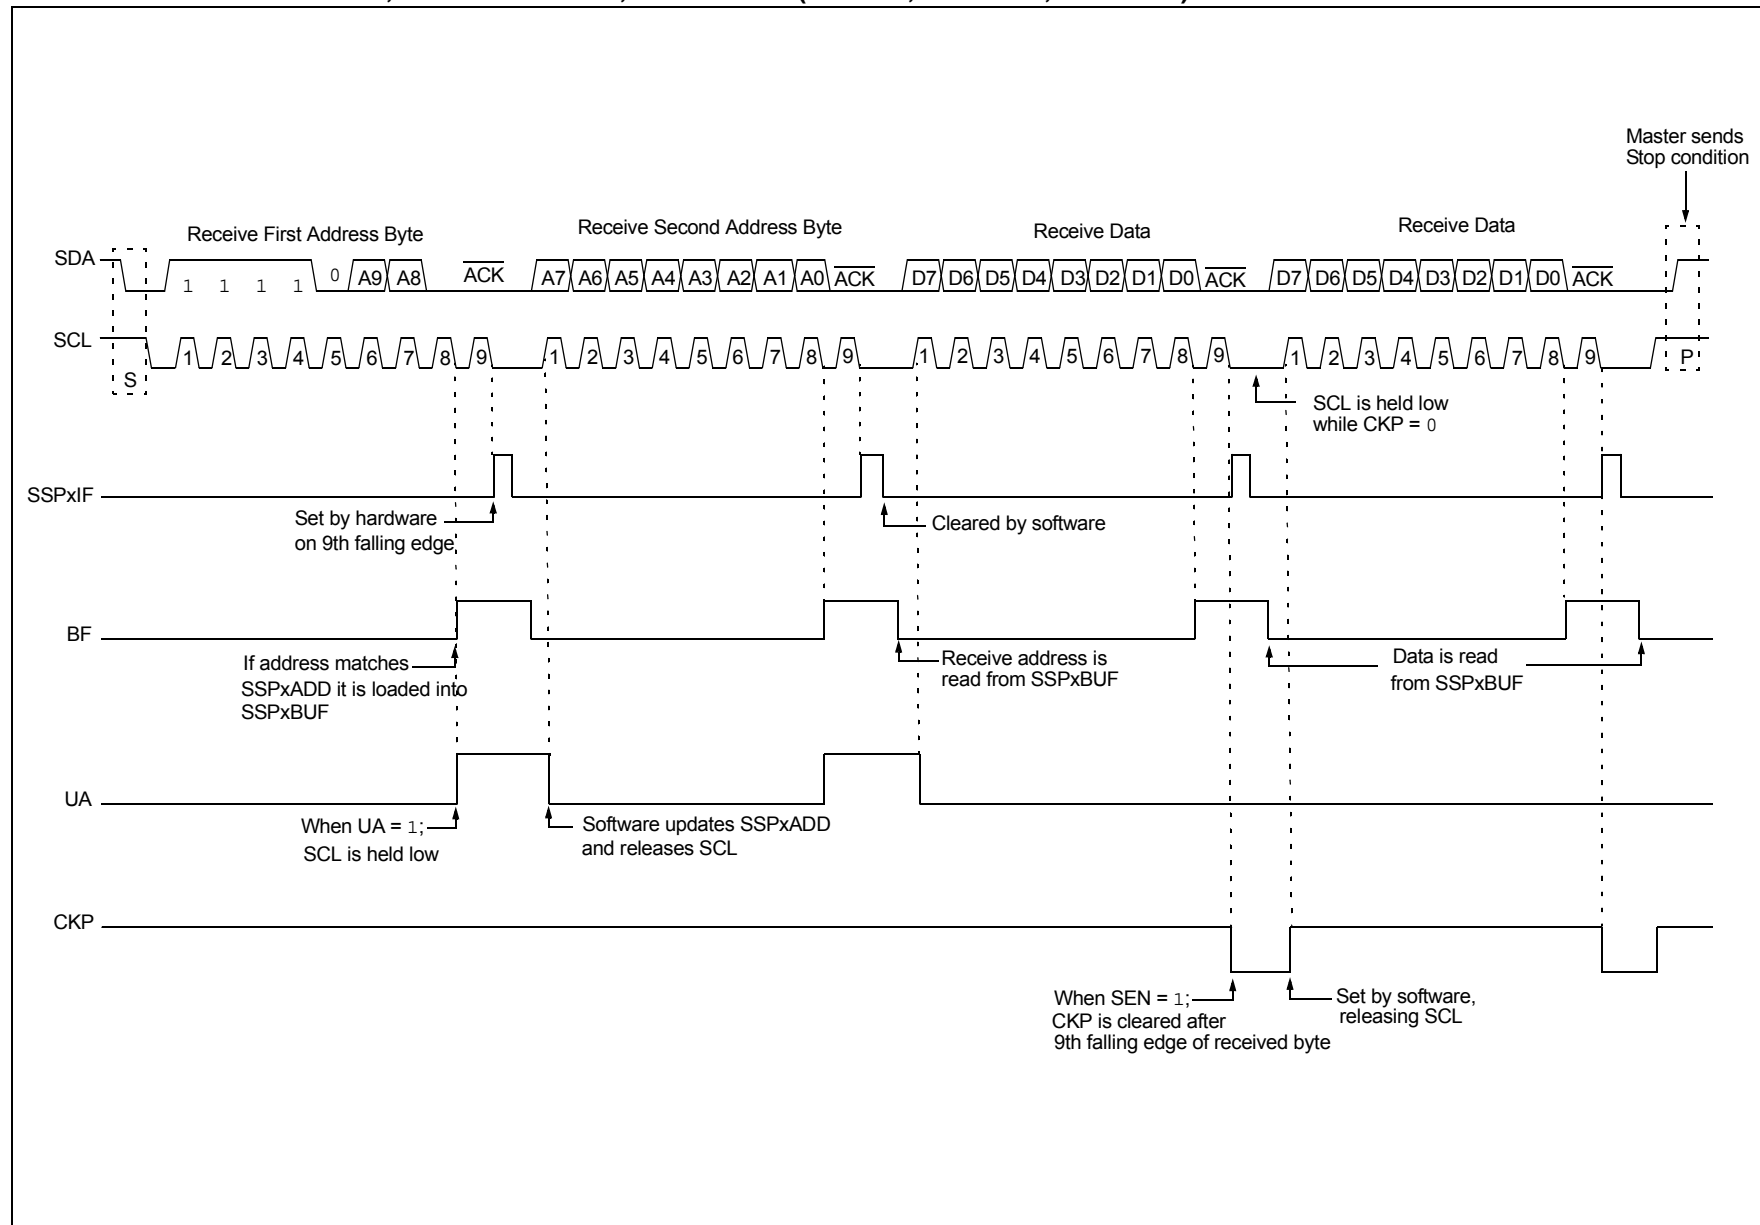 Master sends
Stop condition
Receive First Address Byte
Receive Second Address Byte
Receive Data
Receive Data
SDA
1 1 1 1 0 A9 A8 ACK A7 A6 A5 A4 A3 A2 A1 A0 ACK D7 D6 D5 D4 D3 D2 D1 D0 ACK D7 D6 D5 D4 D3 D2 D1 D0 ACK
SCL
S 1 2 3 4 5 6 7 8 9 1 2 3 4 5 6 7 8 9 1 2 3 4 5 6 7 8 9 1 2 3 4 5 6 7 8 9 P
SCL is held low
while CKP = 0
SSPxIF
Set by hardware
on 9th falling edge
Cleared by software
BF
If address matches
SSPxADD it is loaded into
SSPxBUF
Receive address is
read from SSPxBUF
Data is read
from SSPxBUF
UA
When UA = 1;
SCL is held low
Software updates SSPxADD
and releases SCL
CKP
When SEN = 1;
CKP is cleared after
9th falling edge of received byte
Set by software,
releasing SCL